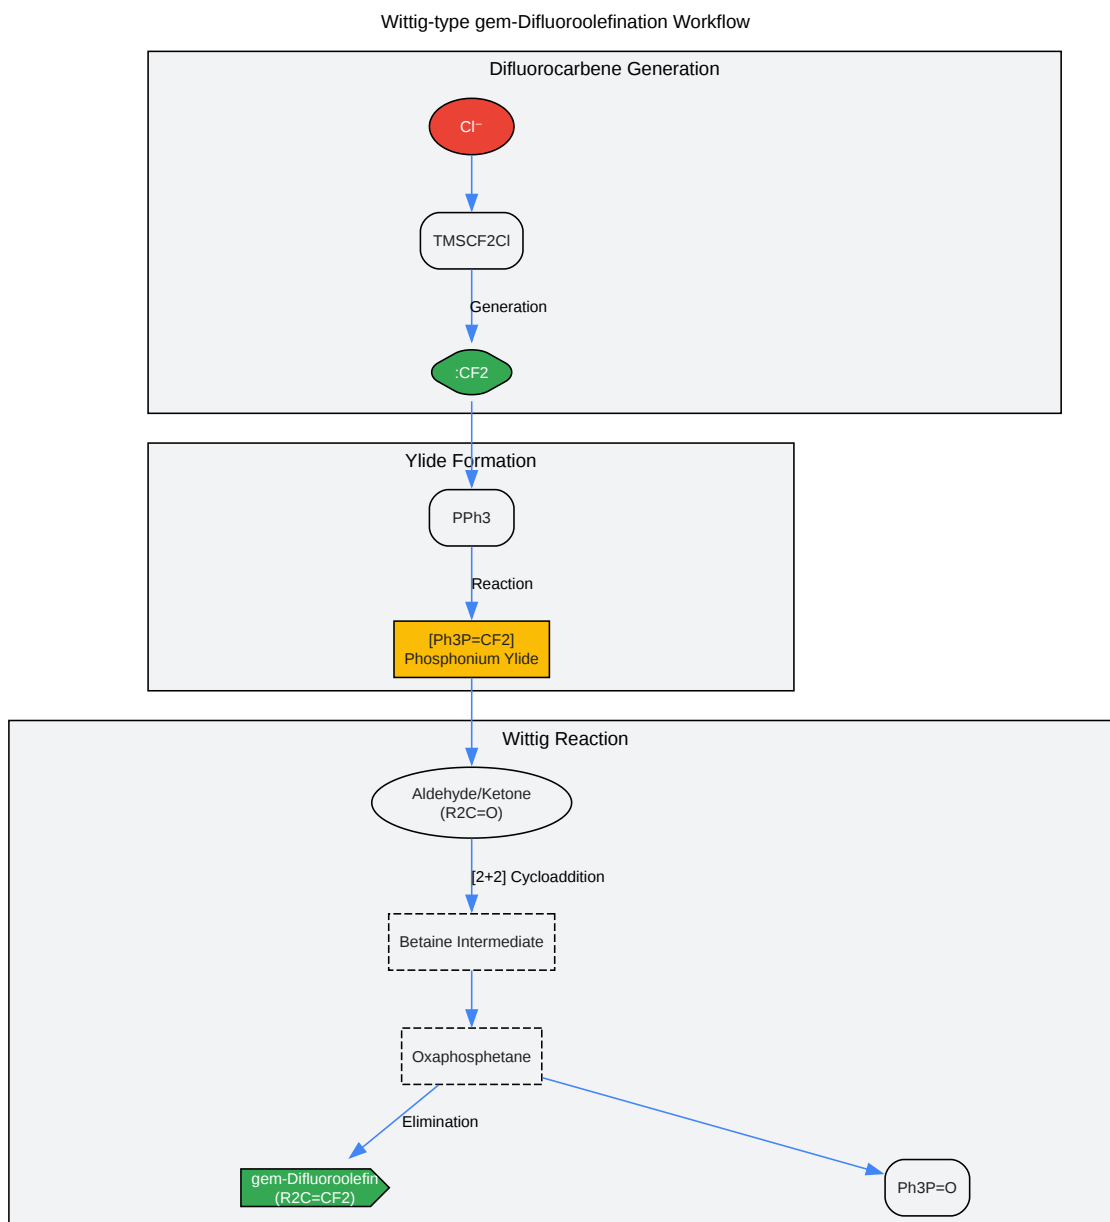 Wittig-type gem-Difluoroolefination Workflow
Difluorocarbene Generation
Cl⁻
TMSCF2Cl
Generation
:CF2
Ylide Formation
PPh3
Reaction
[Ph3P=CF2]
Phosphonium Ylide
Wittig Reaction
Aldehyde/Ketone
(R2C=O)
[2+2] Cycloaddition
Betaine Intermediate
Oxaphosphetane
Elimination
gem-Difluoroolefin
(R2C=CF2)
Ph3P=O